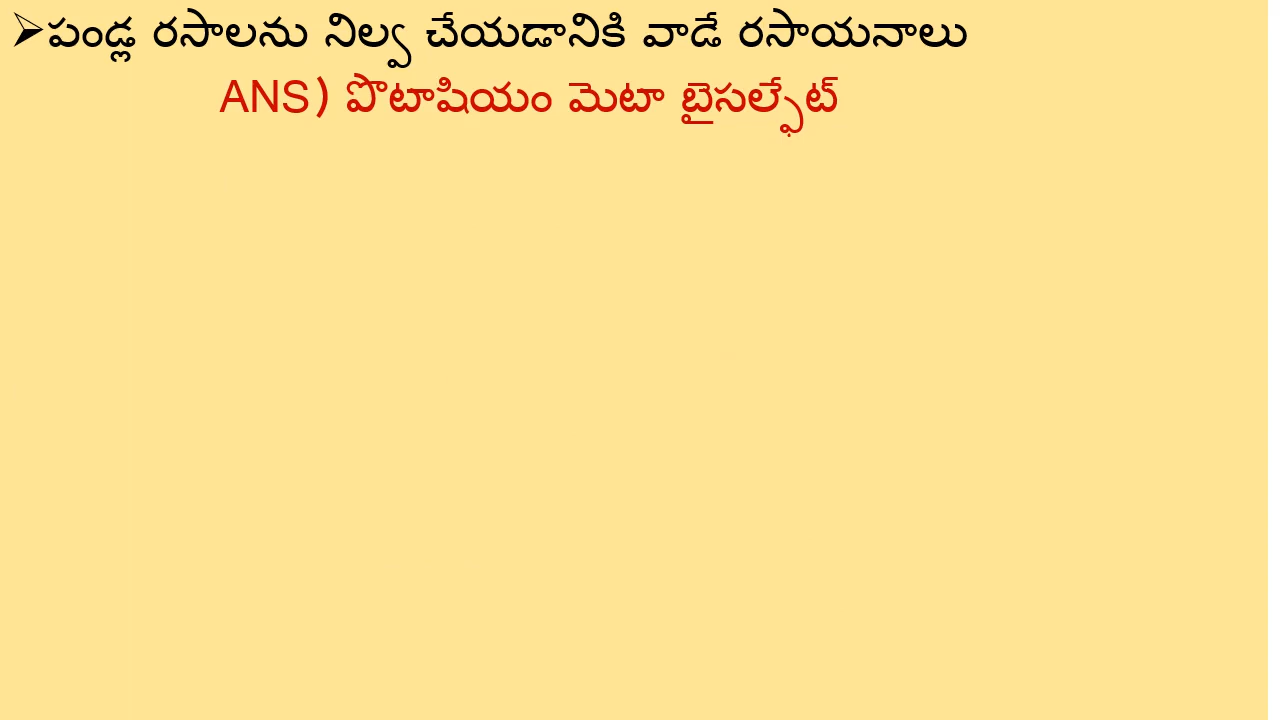 ➢పండ్ల రసాలను నిల్వ చేయడానికి వాడే రసాయనాలు
ANS) పొటాషియం మెటా బైసల్ఫేట్